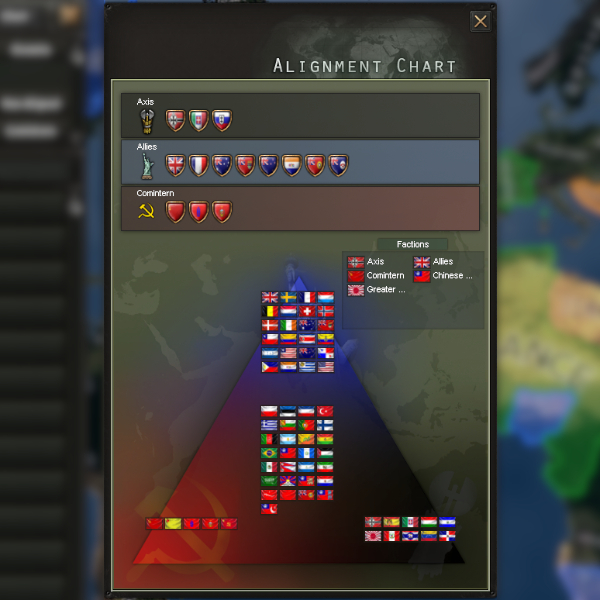 ALIGNMENT CHART
Axis
Allies
Comintern
Factions
Axis Allies
Comintern Chinese ...
Greater ...